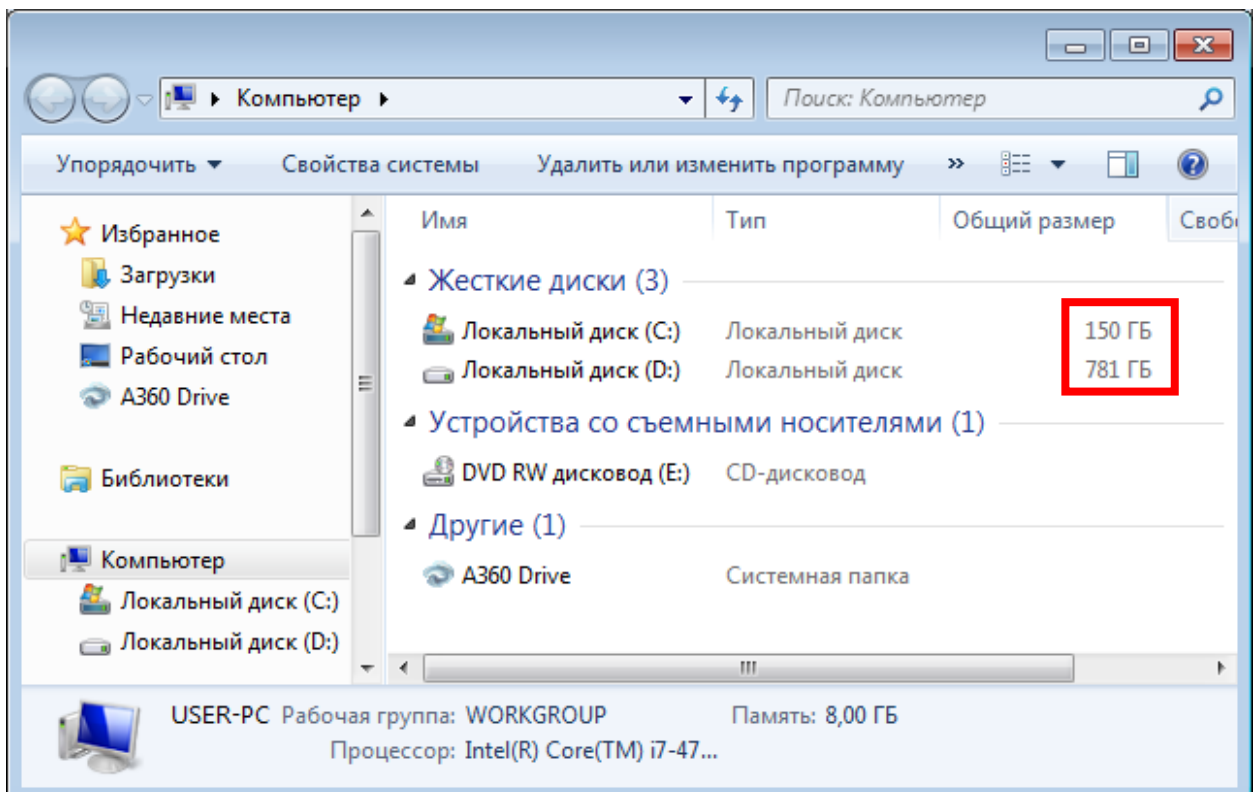 Компьютер
Поиск: Компьютер
Упорядочить Свойства системы Удалить или изменить программу »
Имя Тип Общий размер Своб
Избранное
Загрузки
Недавние места
Рабочий стол
A360 Drive
Библиотеки
Компьютер
Локальный диск (C:)
Локальный диск (D:)
Жесткие диски (3)
Локальный диск (C:) Локальный диск 150 ГБ
Локальный диск (D:) Локальный диск 781 ГБ
Устройства со съемными носителями (1)
DVD RW дисковод (E:) CD-дисковод
Другие (1)
A360 Drive Системная папка
USER-PC Рабочая группа: WORKGROUP Память: 8,00 ГБ
Процессор: Intel(R) Core(TM) i7-47...